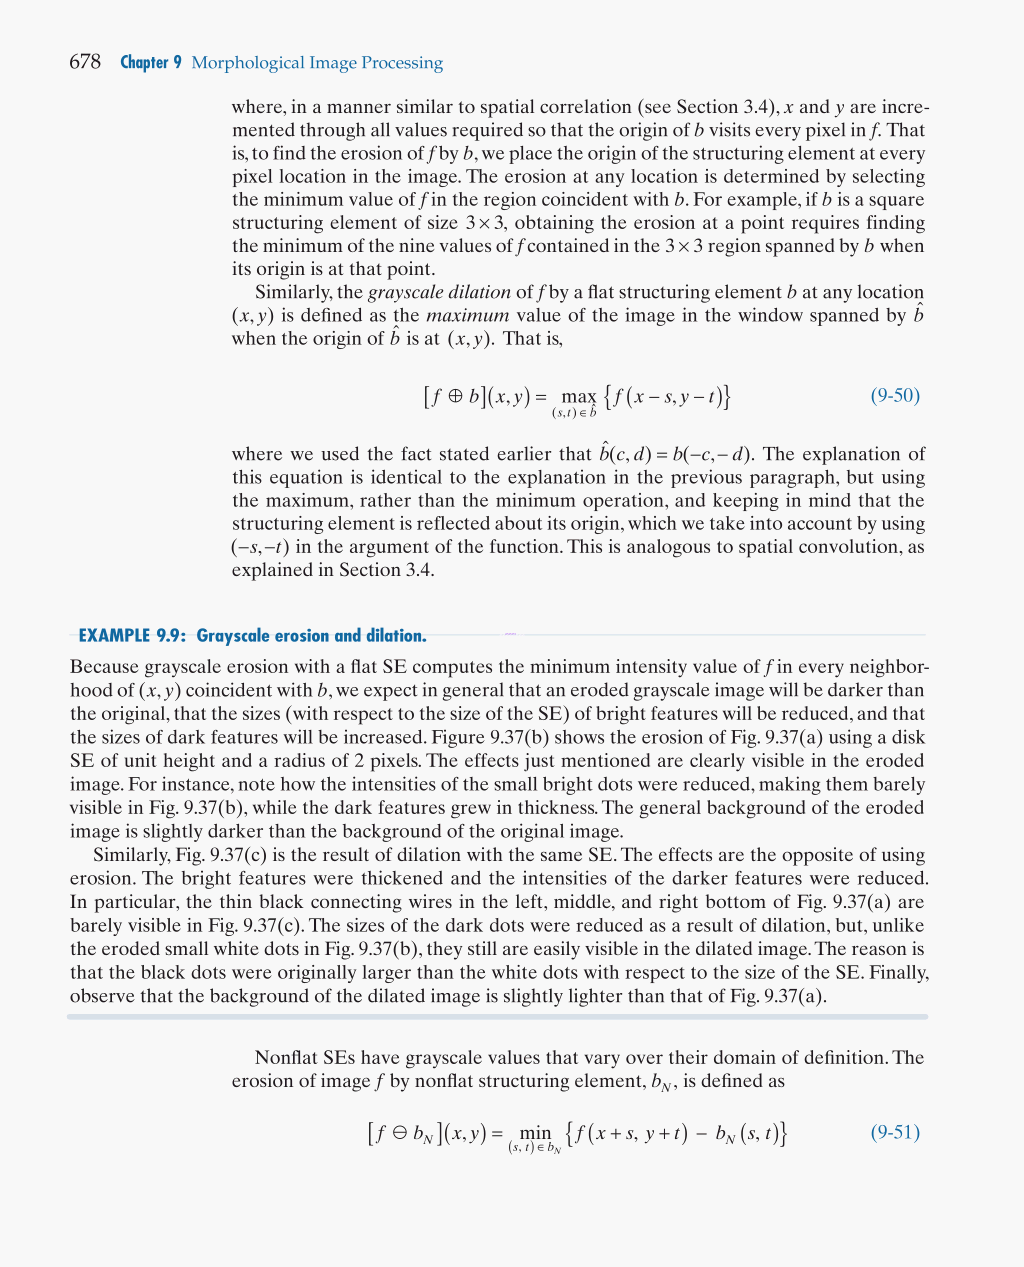 678 Chapter 9 Morphological Image Processing
where, in a manner similar to spatial correlation (see Section 3.4), x and y are incre-
mented through all values required so that the origin of b visits every pixel in f. That
is, to find the erosion of f by b, we place the origin of the structuring element at every
pixel location in the image. The erosion at any location is determined by selecting
the minimum value of f in the region coincident with b. For example, if b is a square
structuring element of size 3 × 3, obtaining the erosion at a point requires finding
the minimum of the nine values of f contained in the 3 × 3 region spanned by b when
its origin is at that point.
Similarly, the grayscale dilation of f by a flat structuring element b at any location
(x, y) is defined as the maximum value of the image in the window spanned by b̂
when the origin of b̂ is at (x, y). That is,
[f ⊕ b](x, y) = max {f(x − s, y − t)} (9-50)
(s,t) ∈ b̂
where we used the fact stated earlier that b̂(c, d) = b(−c, − d). The explanation of
this equation is identical to the explanation in the previous paragraph, but using
the maximum, rather than the minimum operation, and keeping in mind that the
structuring element is reflected about its origin, which we take into account by using
(−s, −t) in the argument of the function. This is analogous to spatial convolution, as
explained in Section 3.4.
EXAMPLE 9.9: Grayscale erosion and dilation.
Because grayscale erosion with a flat SE computes the minimum intensity value of f in every neighbor-
hood of (x, y) coincident with b, we expect in general that an eroded grayscale image will be darker than
the original, that the sizes (with respect to the size of the SE) of bright features will be reduced, and that
the sizes of dark features will be increased. Figure 9.37(b) shows the erosion of Fig. 9.37(a) using a disk
SE of unit height and a radius of 2 pixels. The effects just mentioned are clearly visible in the eroded
image. For instance, note how the intensities of the small bright dots were reduced, making them barely
visible in Fig. 9.37(b), while the dark features grew in thickness. The general background of the eroded
image is slightly darker than the background of the original image.
Similarly, Fig. 9.37(c) is the result of dilation with the same SE. The effects are the opposite of using
erosion. The bright features were thickened and the intensities of the darker features were reduced.
In particular, the thin black connecting wires in the left, middle, and right bottom of Fig. 9.37(a) are
barely visible in Fig. 9.37(c). The sizes of the dark dots were reduced as a result of dilation, but, unlike
the eroded small white dots in Fig. 9.37(b), they still are easily visible in the dilated image. The reason is
that the black dots were originally larger than the white dots with respect to the size of the SE. Finally,
observe that the background of the dilated image is slightly lighter than that of Fig. 9.37(a).
Nonflat SEs have grayscale values that vary over their domain of definition. The
erosion of image f by nonflat structuring element, b_N, is defined as
[f ⊖ b_N](x, y) = min {f(x + s, y + t) − b_N(s, t)} (9-51)
(s, t) ∈ b_N